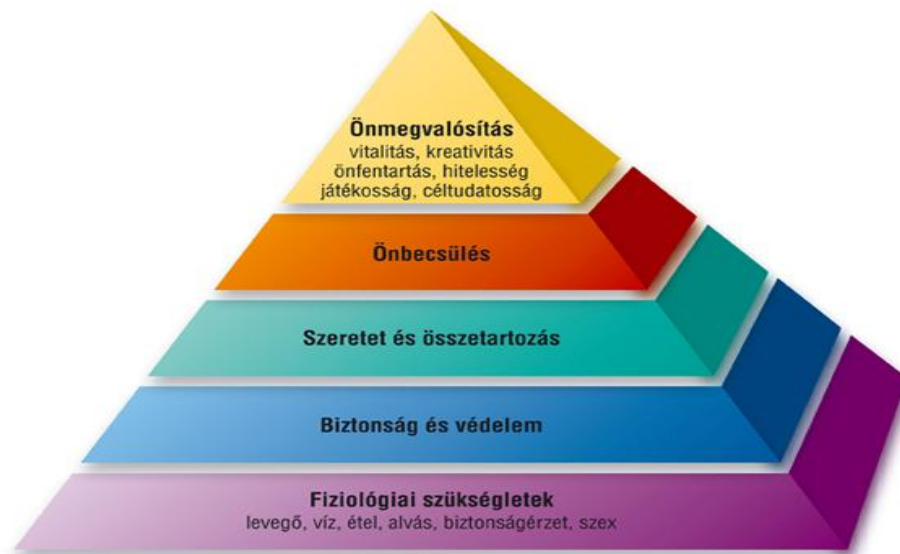 Önmegvalósítás
vitalitás, kreativitás
önfentartás, hitelesség
játékosság, céltudatosság
Önbecsülés
Szeretet és összetartozás
Biztonság és védelem
Fiziológiai szükségletek
levegő, víz, étel, alvás, biztonságérzet, szex